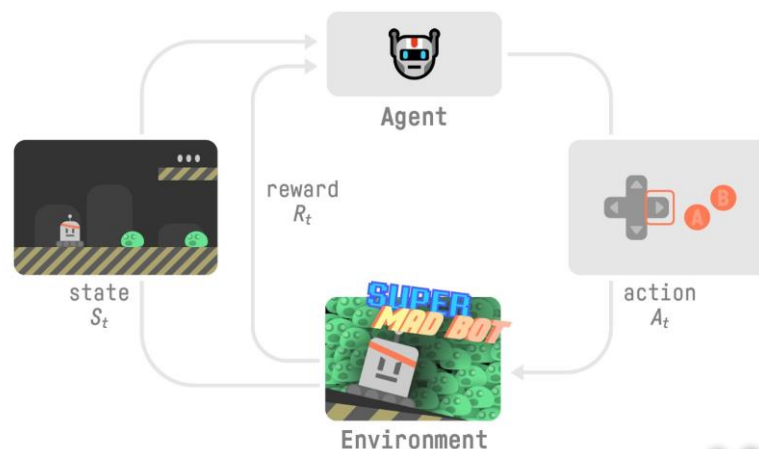 Agent
reward
Rₜ
B
A
state
Sₜ
SUPER
MAD BOT
action
Aₜ
Environment